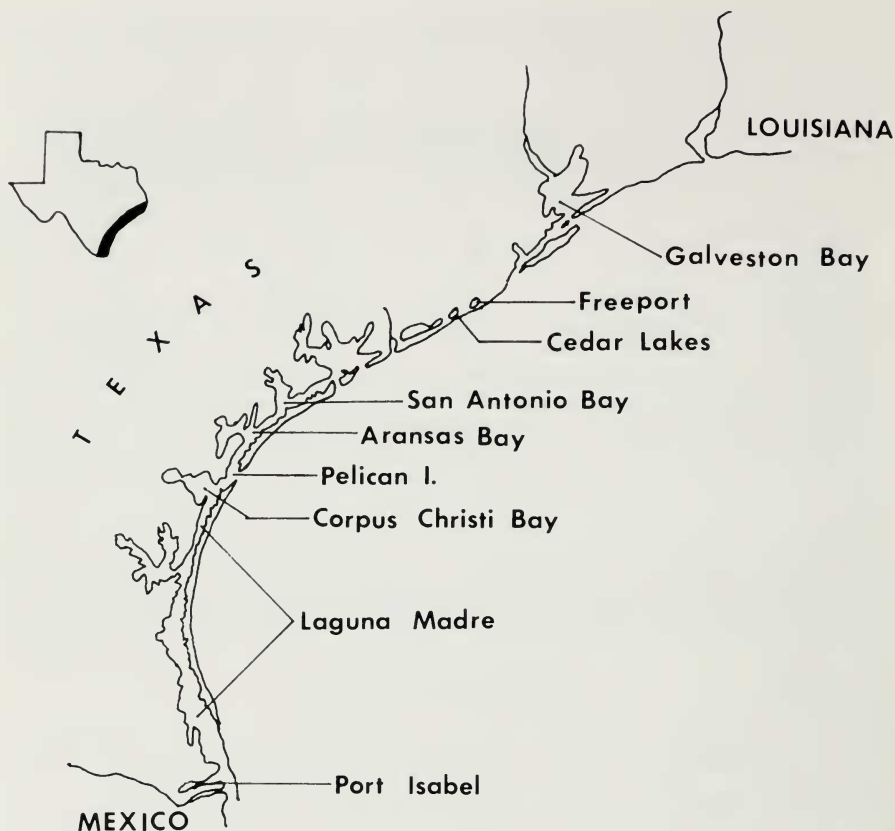 LOUISIANA
Galveston Bay
Freeport
Cedar Lakes
TEXAS
San Antonio Bay
Aransas Bay
Pelican I.
Corpus Christi Bay
Laguna Madre
Port Isabel
MEXICO